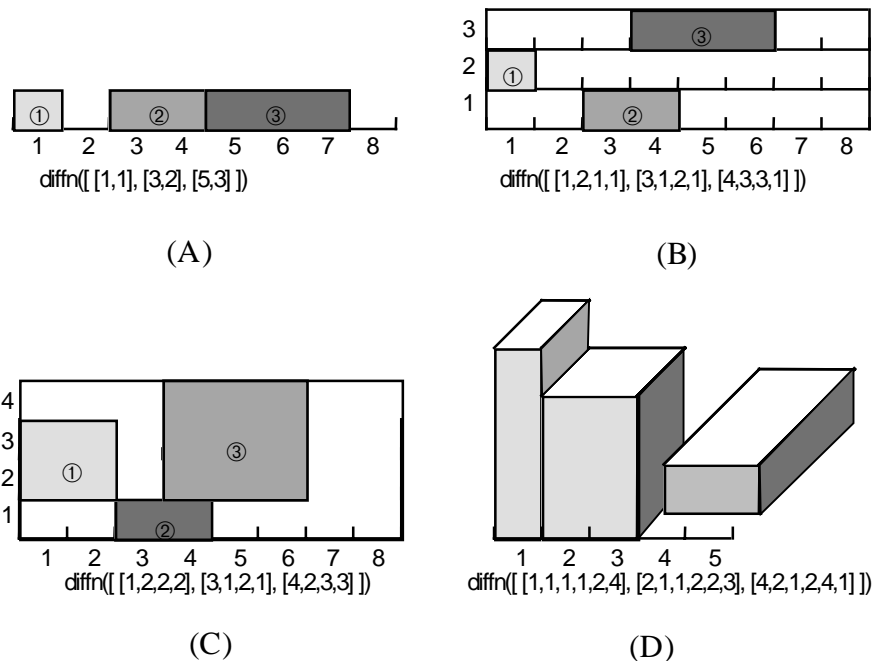 ① ② ③
1 2 3 4 5 6 7 8
diffn([ [1,1], [3,2], [5,3] ])
(A)
3 ③
2 ①
1 ②
1 2 3 4 5 6 7 8
diffn([ [1,2,1,1], [3,1,2,1], [4,3,3,1] ])
(B)
4
3 ③
2 ①
1 ②
1 2 3 4 5 6 7 8
diffn([ [1,2,2,2], [3,1,2,1], [4,2,3,3] ])
(C)
1 2 3 4 5
diffn([ [1,1,1,1,2,4], [2,1,1,2,2,3], [4,2,1,2,4,1] ])
(D)